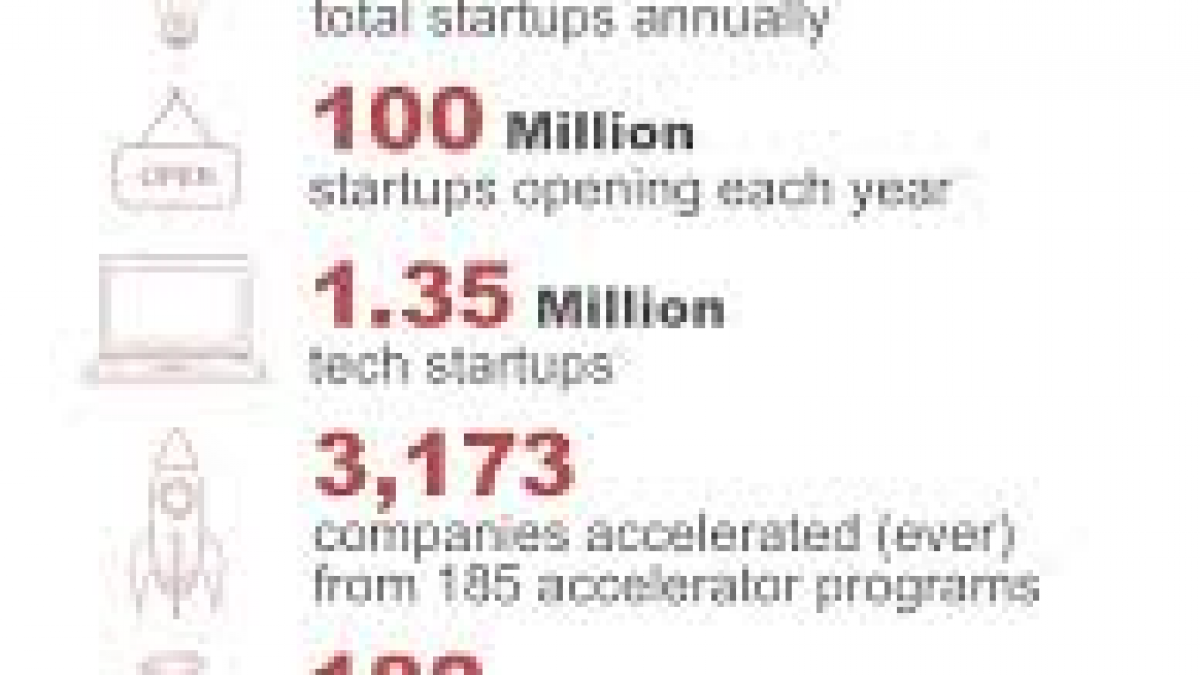 total startups annually
100 Million
startups opening each year
OPEN
1.35 Million
tech startups
3,173
companies accelerated (ever)
from 185 accelerator programs